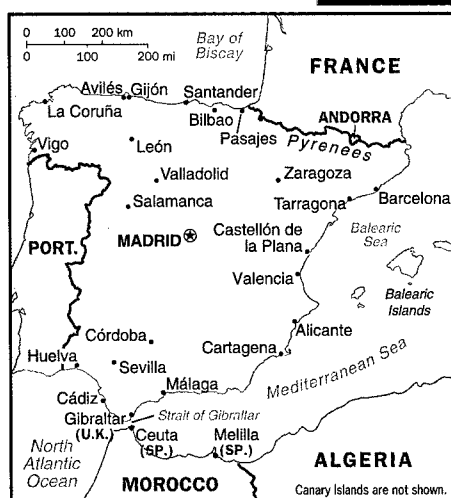 0 100 200 km
0 100 200 mi
Bay of
Biscay
FRANCE
Avilés
Gijón
Santander
La Coruña
Bilbao
ANDORRA
Pasajes
Pyrenees
Vigo
León
Valladolid
Zaragoza
Barcelona
Salamanca
Tarragona
PORT.
MADRID
Castellón de
la Plana
Balearic
Sea
Valencia
Balearic
Islands
Alicante
Córdoba
Cartagena
Huelva
Sevilla
Mediterranean Sea
Málaga
Cádiz
Gibraltar
(U.K.)
Strait of Gibraltar
North
Atlantic
Ocean
Ceuta
(SP.)
Melilla
(SP.)
ALGERIA
MOROCCO
Canary Islands are not shown.